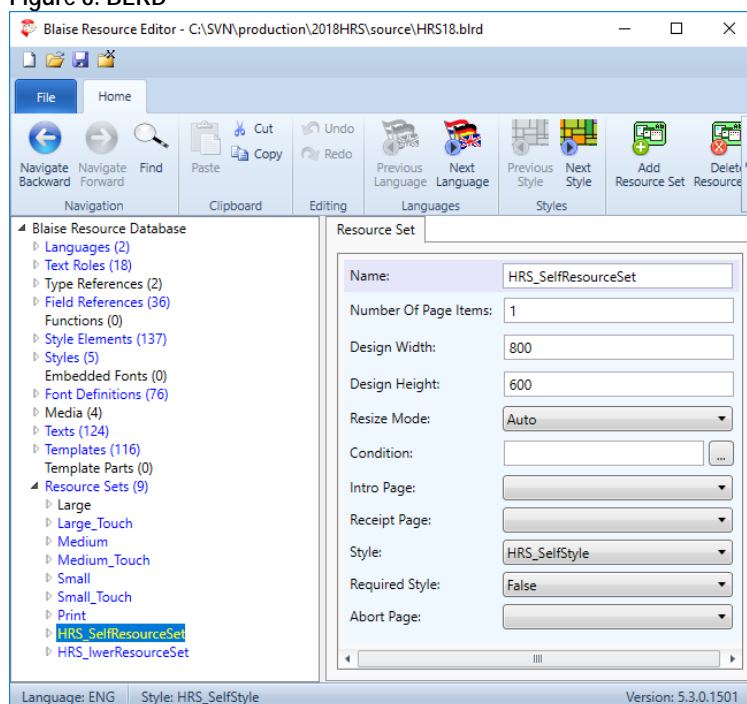 Figure 3. BLRD
Blaise Resource Editor - C:\SVN\production\2018HRS\source\HRS18.blrd
File Home
Navigate Backward
Navigate Forward
Find
Navigation
Paste
Cut
Copy
Clipboard
Undo
Redo
Editing
Previous Language
Next Language
Languages
Previous Style
Next Style
Styles
Add Resource Set
Delete Resource
Blaise Resource Database
Languages (2)
Text Roles (18)
Type References (2)
Field References (36)
Functions (0)
Style Elements (137)
Styles (5)
Embedded Fonts (0)
Font Definitions (76)
Media (4)
Texts (124)
Templates (116)
Template Parts (0)
Resource Sets (9)
Large
Large_Touch
Medium
Medium_Touch
Small
Small_Touch
Print
HRS_SelfResourceSet
HRS_IwerResourceSet
Resource Set
Name: HRS_SelfResourceSet
Number Of Page Items: 1
Design Width: 800
Design Height: 600
Resize Mode: Auto
Condition: ...
Intro Page:
Receipt Page:
Style: HRS_SelfStyle
Required Style: False
Abort Page:
Language: ENG Style: HRS_SelfStyle Version: 5.3.0.1501